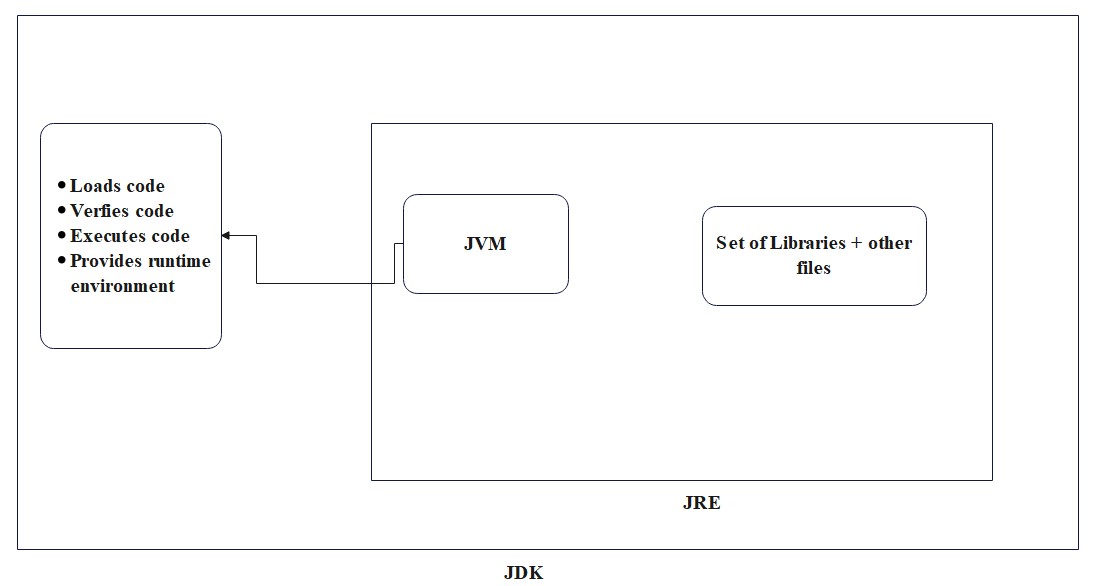 • Loads code
• Verfies code
• Executes code
• Provides runtime
environment
JVM
Set of Libraries + other
files
JRE
JDK